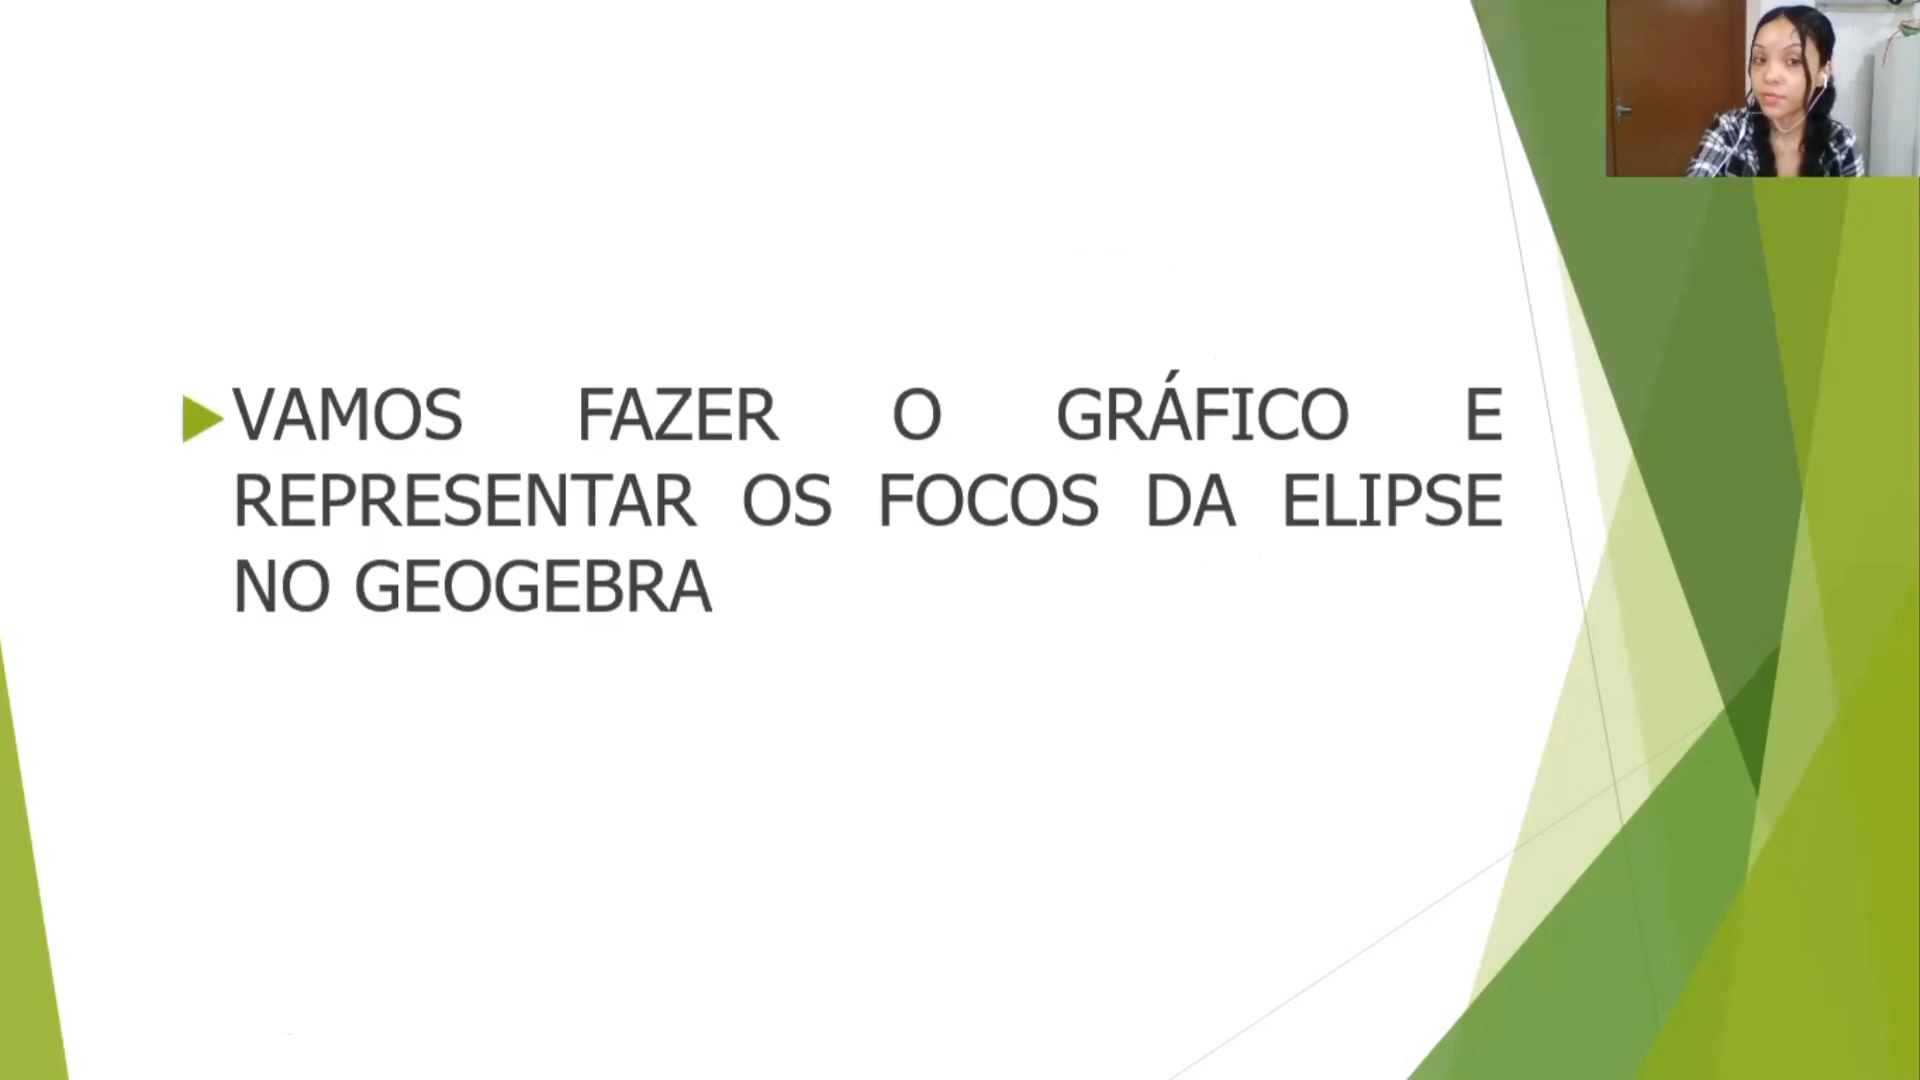 VAMOS FAZER O GRÁFICO E
REPRESENTAR OS FOCOS DA ELIPSE
NO GEOGEBRA